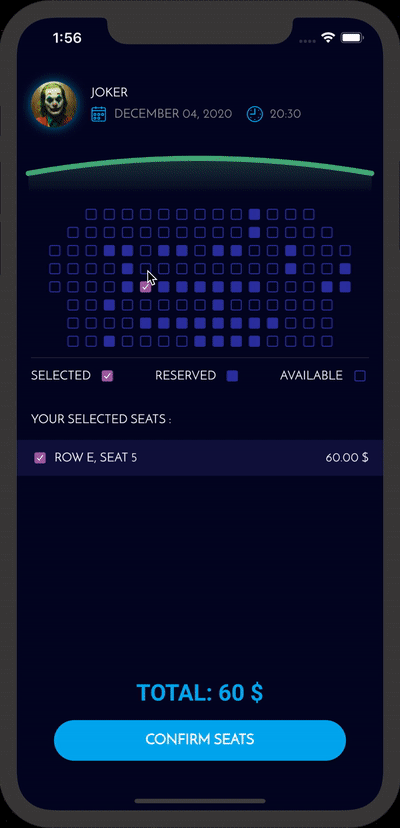 1:56
JOKER
DECEMBER 04, 2020 20:30
SELECTED RESERVED AVAILABLE
YOUR SELECTED SEATS :
ROW E, SEAT 5 60.00 $
TOTAL: 60 $
CONFIRM SEATS